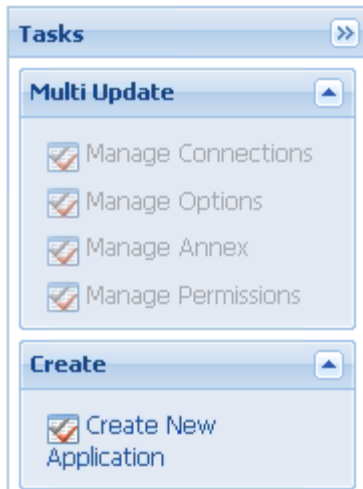 Tasks
Multi Update
Manage Connections
Manage Options
Manage Annex
Manage Permissions
Create
Create New
Application